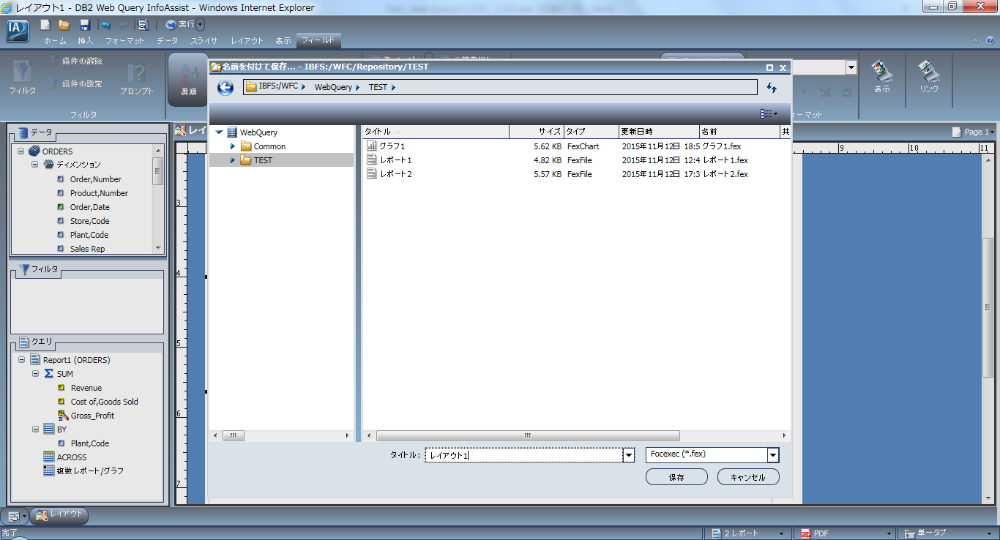 レイアウト1 - DB2 Web Query InfoAssist - Windows Internet Explorer
IA
実行
ホーム 挿入 フォーマット データ スライサ レイアウト 表示 フィールド
フィルタ 条件の解除 条件の設定 プロンプト 昇順 表示 リンク
フィルタ ーマット
名前を付けて保存... - IBFS:/WFC/Repository/TEST
IBFS:/WFC WebQuery TEST
データ
ORDERS
ディメンション
Order,Number
Product,Number
Order,Date
Store,Code
Plant,Code
Sales Rep
フィルタ
クエリ
Report1 (ORDERS)
SUM
Revenue
Cost of,Goods Sold
Gross_Profit
BY
Plant,Code
ACROSS
複数レポート/グラフ
レイ
Page 1
9 10 11
3
4
5
6
7
WebQuery
Common
TEST
タイトル サイズ タイプ 更新日時 名前 共
グラフ1 5.62 KB FexChart 2015年11月12日 18:5 グラフ1.fex
レポート1 4.82 KB FexFile 2015年11月12日 12:4 レポート1.fex
レポート2 5.57 KB FexFile 2015年11月12日 17:3 レポート2.fex
タイトル: レイアウト1 Focexec (*.fex)
保存 キャンセル
レイアウト
完了 2 レポート PDF 単一タブ